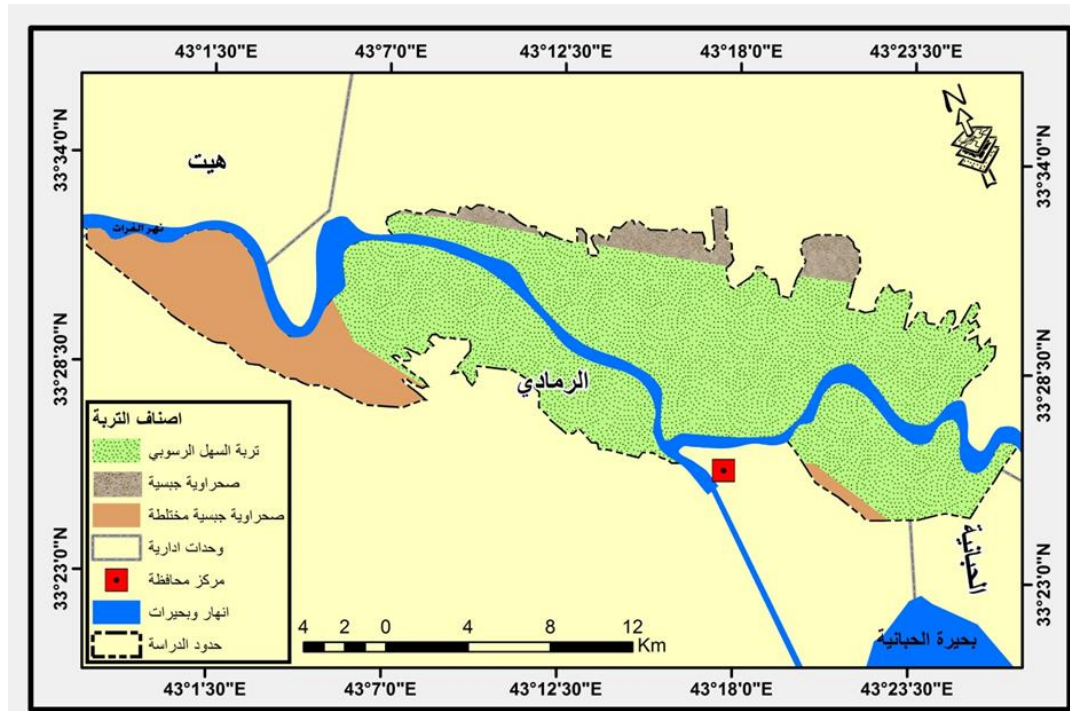 43°1'30"E 43°7'0"E 43°12'30"E 43°18'0"E 43°23'30"E
33°34'0"N
33°28'30"N
33°23'0"N
33°34'0"N
33°28'30"N
33°23'0"N
N
هيت
نهر الفرات
الرمادي
الحبانية
بحيرة الحبانية
اصناف التربة
تربة السهل الرسوبي
صحراوية جبسية
صحراوية جبسية مختلطة
وحدات ادارية
مركز محافظة
انهار وبحيرات
حدود الدراسة
4 2 0 4 8 12
Km
43°1'30"E 43°7'0"E 43°12'30"E 43°18'0"E 43°23'30"E